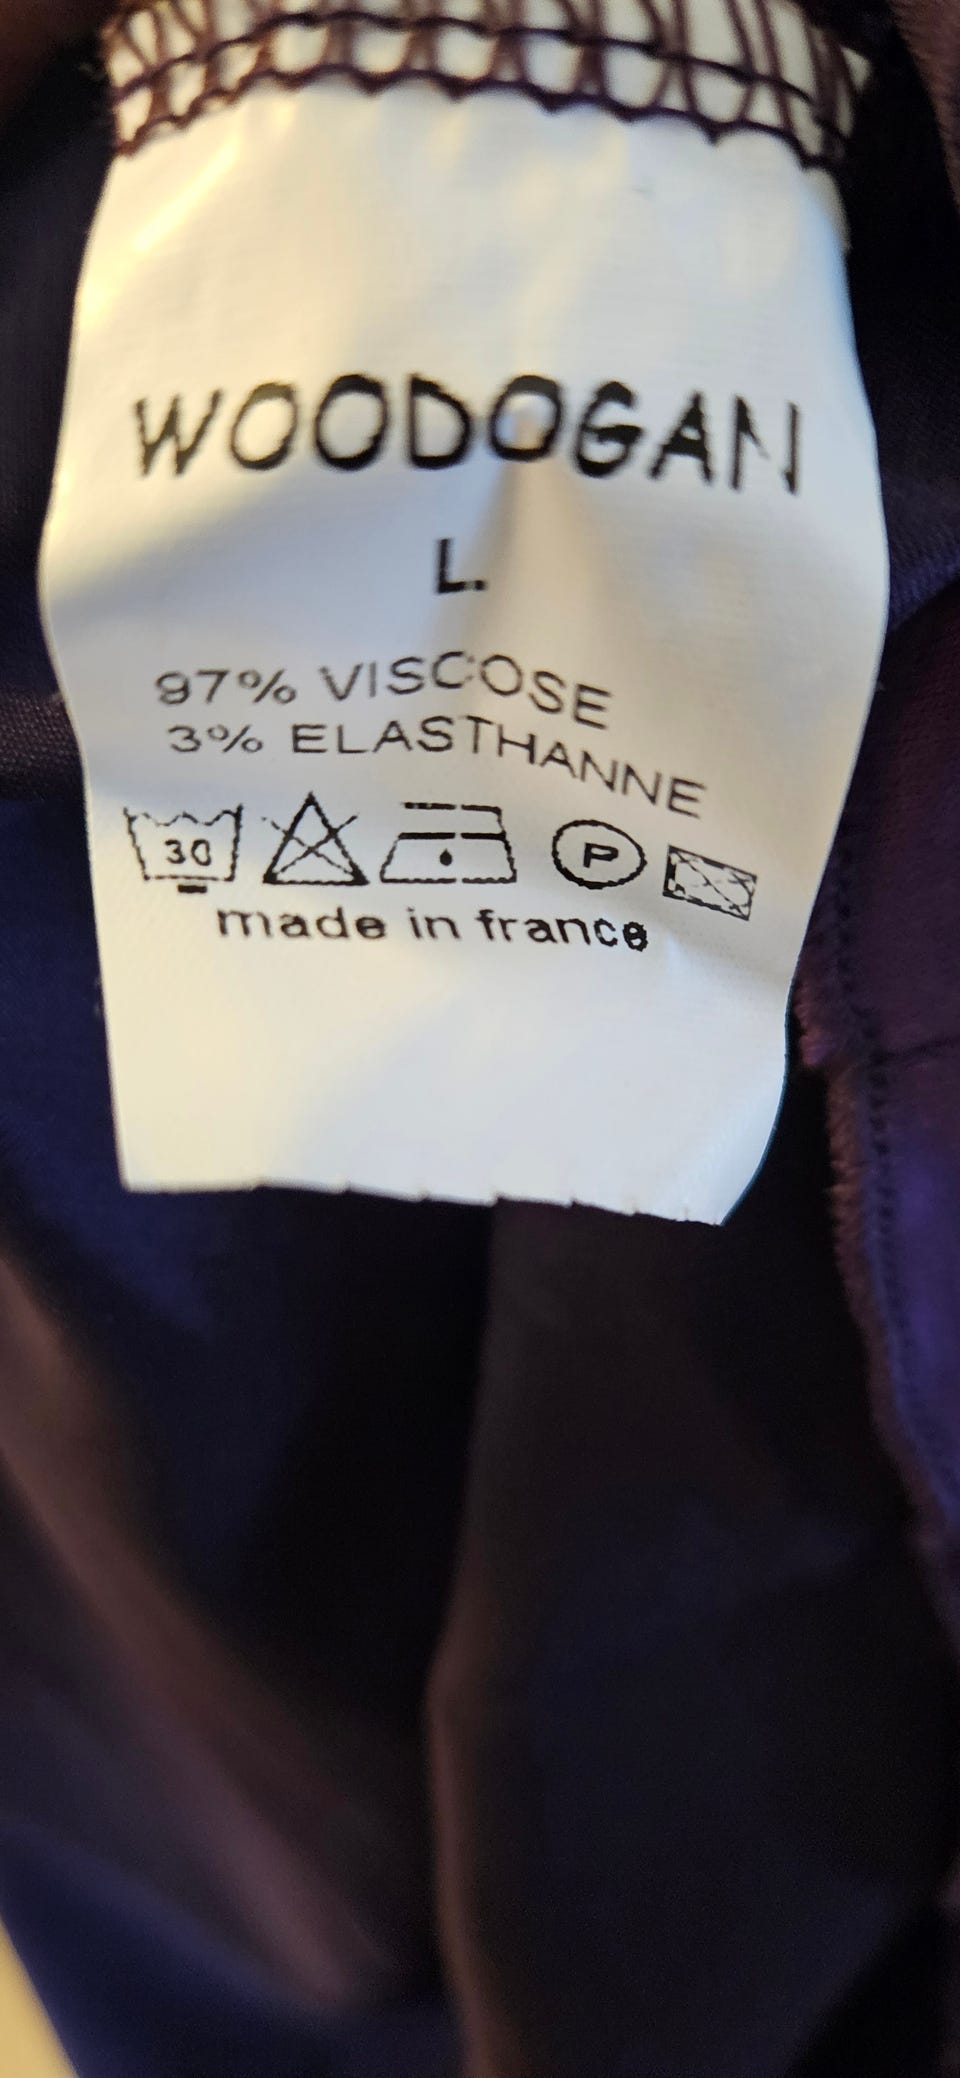 WOODOGAN
L.
97% VISCOSE
3% ELASTHANNE
30 P
made in france